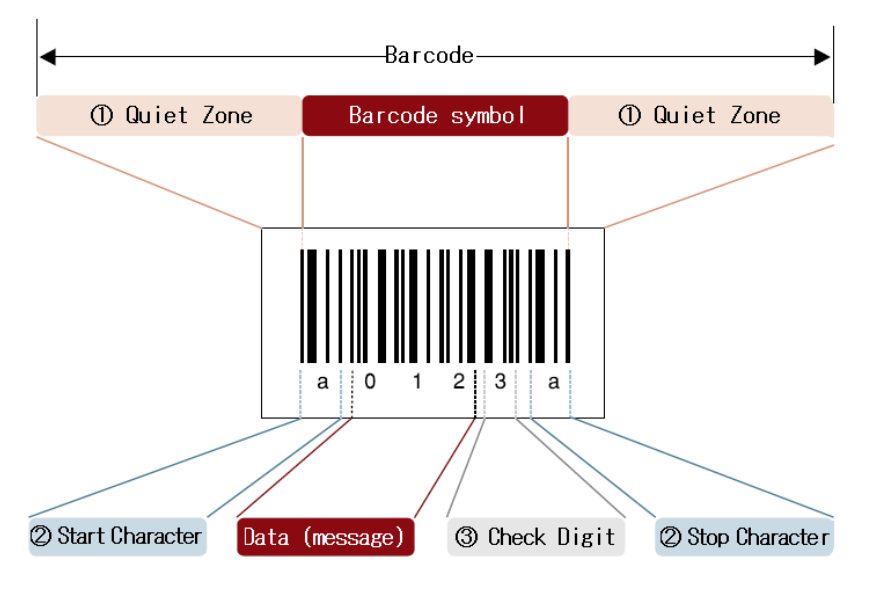 Barcode
① Quiet Zone Barcode symbol ① Quiet Zone
a 0 1 2 3 a
② Start Character Data (message) ③ Check Digit ② Stop Character